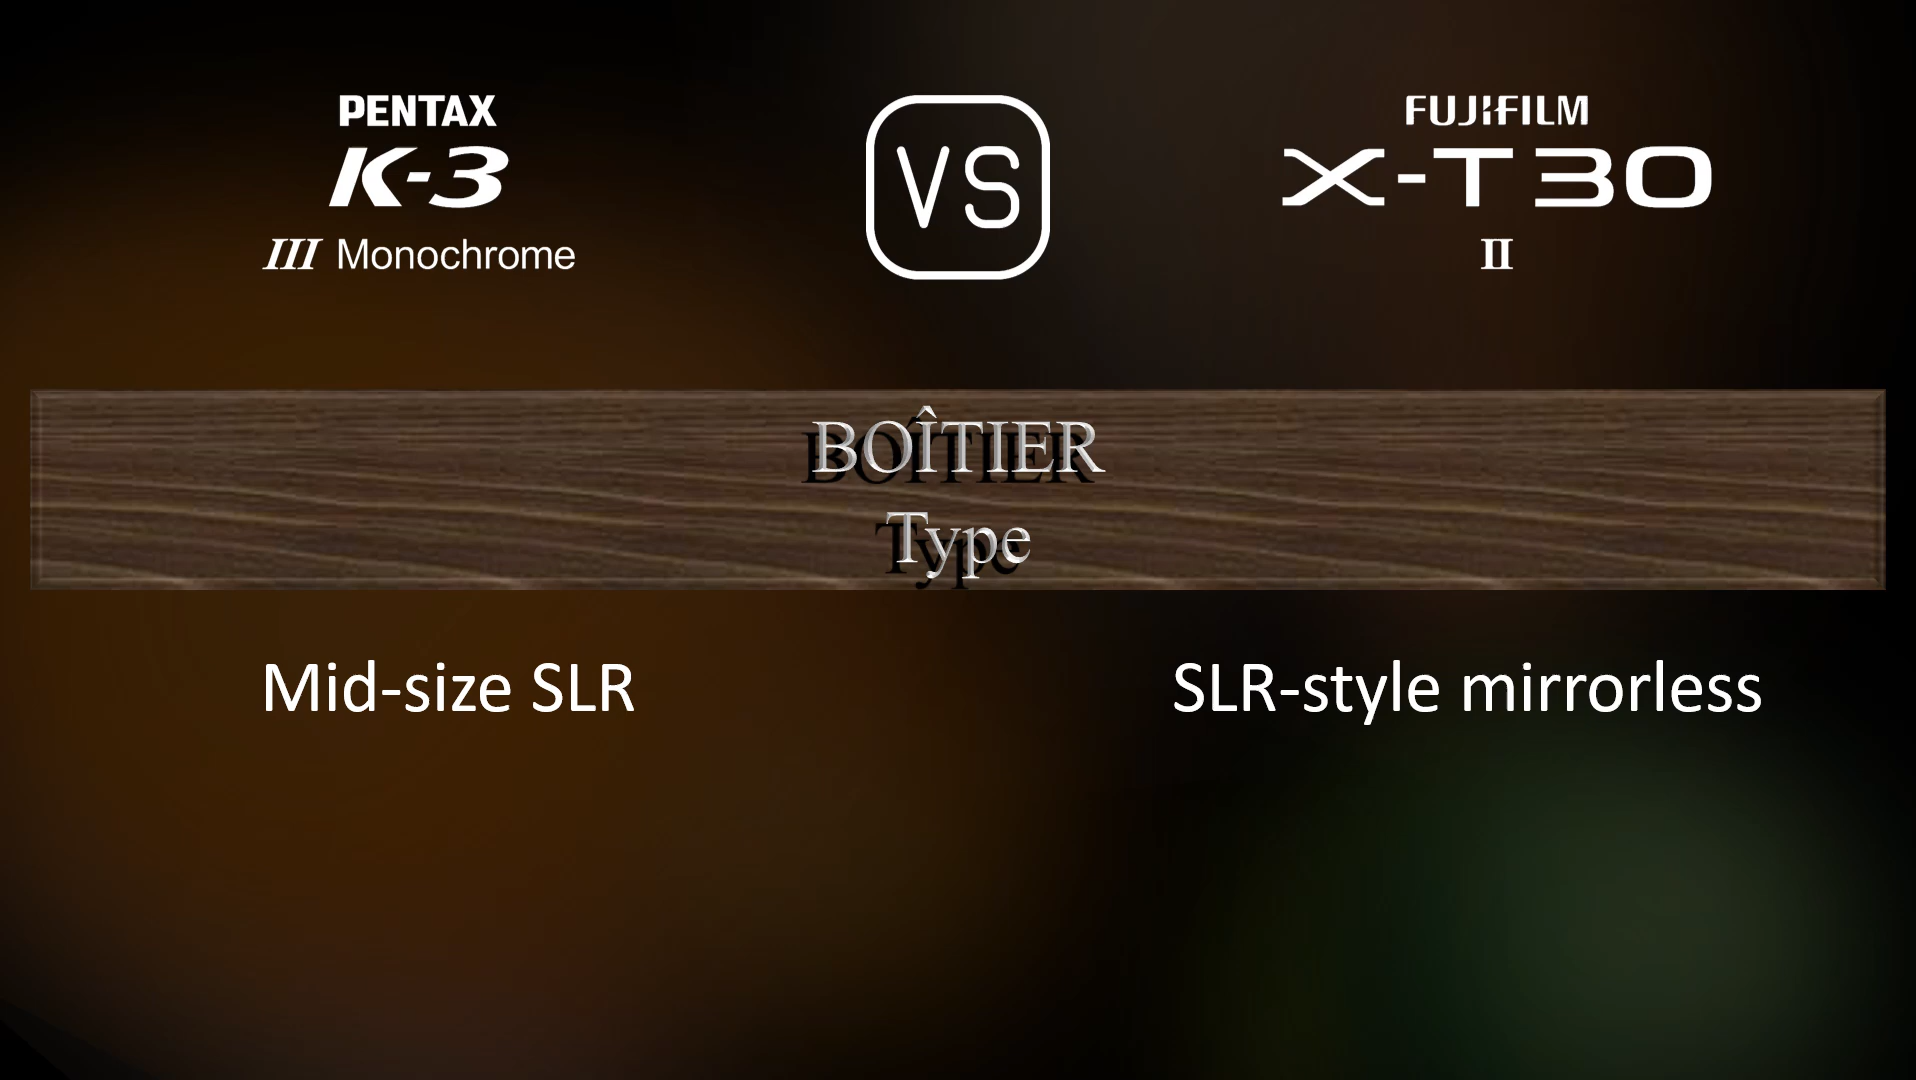 PENTAX
K-3
III Monochrome
VS
FUJIFILM
X-T30
II
BOÎTIER
Type
Mid-size SLR
SLR-style mirrorless